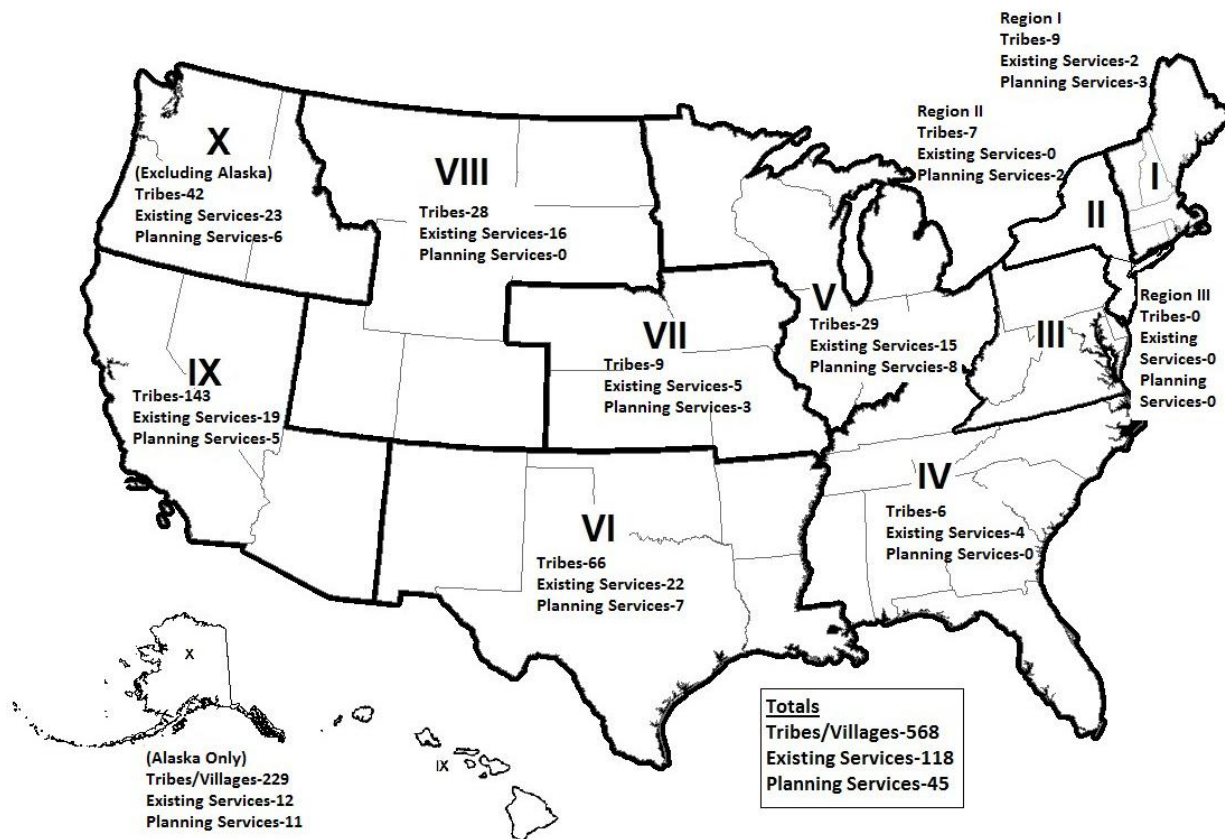 Region I
Tribes-9
Existing Services-2
Planning Services-3
Region II
Tribes-7
Existing Services-0
Planning Services-2
X
(Excluding Alaska)
Tribes-42
Existing Services-23
Planning Services-6
VIII
Tribes-28
Existing Services-16
Planning Services-0
I
II
Region III
Tribes-0
Existing
Services-0
Planning
Services-0
III
V
Tribes-29
Existing Services-15
Planning Servcies-8
VII
Tribes-9
Existing Services-5
Planning Services-3
IX
Tribes-143
Existing Services-19
Planning Services-5
IV
Tribes-6
Existing Services-4
Planning Services-0
VI
Tribes-66
Existing Services-22
Planning Services-7
X
(Alaska Only)
Tribes/Villages-229
Existing Services-12
Planning Services-11
IX
Totals
Tribes/Villages-568
Existing Services-118
Planning Services-45